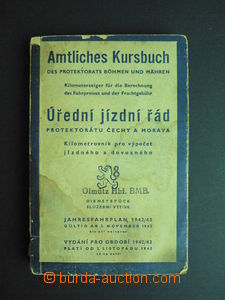 Amtliches Kursbuch
DES PROTEKTORATS BÖHMEN UND MÄHREN
Kilometerzeiger für die Berechnung
des Fahrpreises und der Frachtgebühr
Úřední jízdní řád
PROTEKTORÁTU ČECHY A MORAVA
Kilometrovník pro výpočet
jízdného a dovozného
Olmütz Hbf. BMB.
DIENSTSTÜCK
SLUŽEBNÍ VÝTISK
JAHRESFAHRPLAN 1942/43
GÜLTIG AB 2. NOVEMBER 1942
VYDÁNÍ PRO OBDOBÍ 1942/43
PLATÍ OD 2. LISTOPADU 1942
www.burda-auction.com